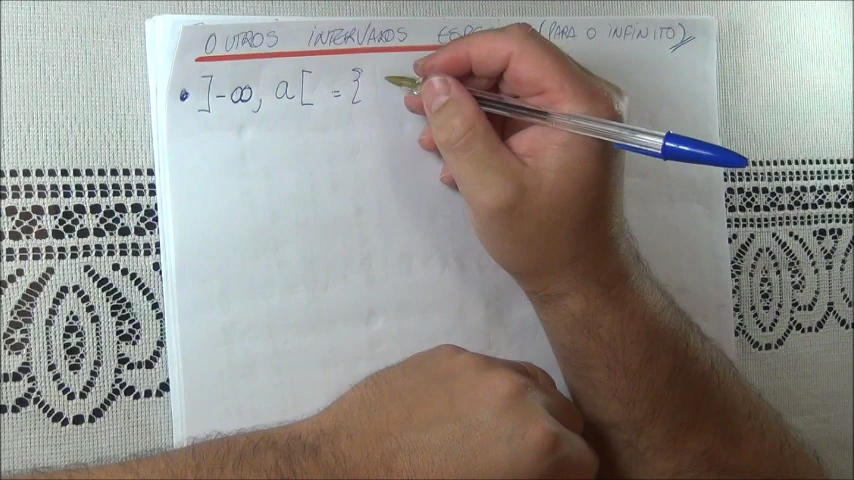 OUTROS INTERVALOS (PARA O INFINITO)
• ]-∞, a[ = {